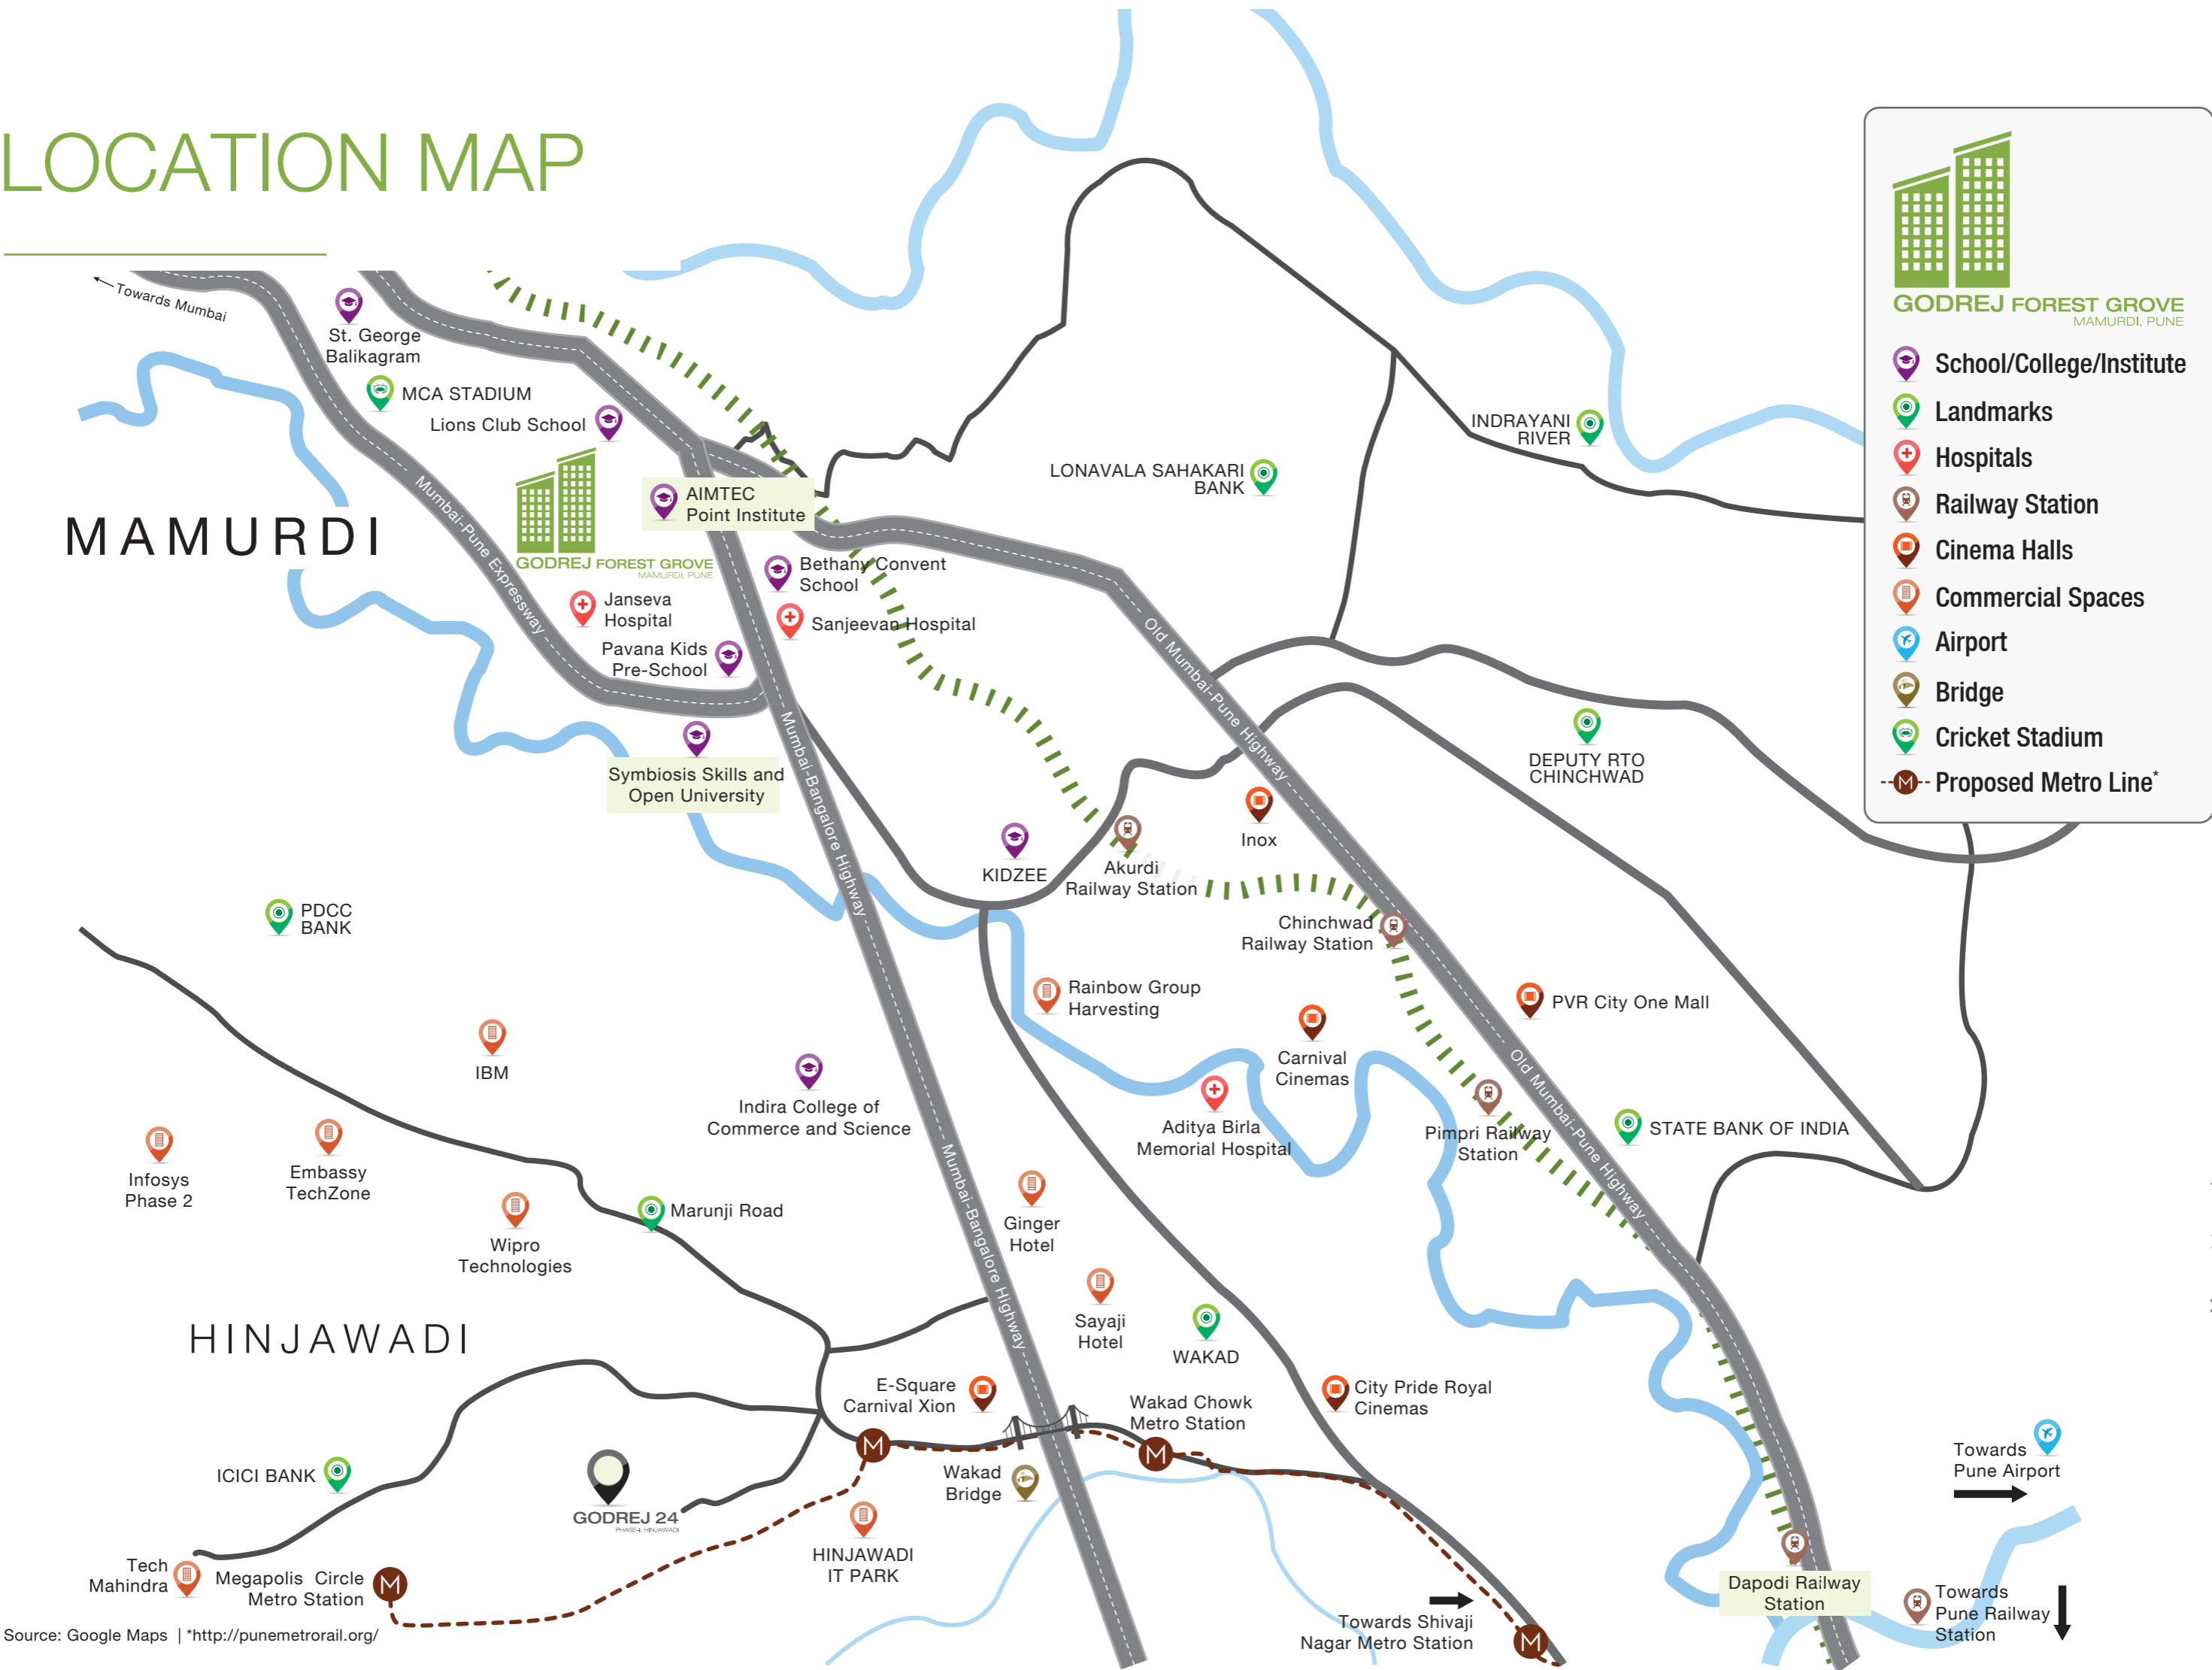 LOCATION MAP
Towards Mumbai
St. George
Balikagram
MCA STADIUM
Lions Club School
MAMURDI
Mumbai-Pune Expressway
GODREJ FOREST GROVE
MAMURDI, PUNE
AIMTEC
Point Institute
Bethany Convent
School
Janseva
Hospital
Sanjeevan Hospital
Pavana Kids
Pre-School
Symbiosis Skills and
Open University
Mumbai-Bangalore Highway
LONAVALA SAHAKARI
BANK
INDRAYANI
RIVER
Old Mumbai-Pune Highway
DEPUTY RTO
CHINCHWAD
Inox
KIDZEE
Akurdi
Railway Station
Chinchwad
Railway Station
PDCC
BANK
Rainbow Group
Harvesting
PVR City One Mall
IBM
Carnival
Cinemas
Indira College of
Commerce and Science
Aditya Birla
Memorial Hospital
Pimpri Railway
Station
Old Mumbai-Pune Highway
STATE BANK OF INDIA
Infosys
Phase 2
Embassy
TechZone
Wipro
Technologies
Marunji Road
Mumbai-Bangalore Highway
Ginger
Hotel
Sayaji
Hotel
WAKAD
HINJAWADI
E-Square
Carnival Xion
Wakad Chowk
Metro Station
City Pride Royal
Cinemas
ICICI BANK
GODREJ 24
PHASE-I, HINJAWADI
Wakad
Bridge
HINJAWADI
IT PARK
Tech
Mahindra
Megapolis Circle
Metro Station
M
M
M
M
Towards Shivaji
Nagar Metro Station
Towards
Pune Airport
Dapodi Railway
Station
Towards
Pune Railway
Station
Source: Google Maps | *http://punemetrorail.org/
GODREJ FOREST GROVE
MAMURDI, PUNE
School/College/Institute
Landmarks
Hospitals
Railway Station
Cinema Halls
Commercial Spaces
Airport
Bridge
Cricket Stadium
M Proposed Metro Line*